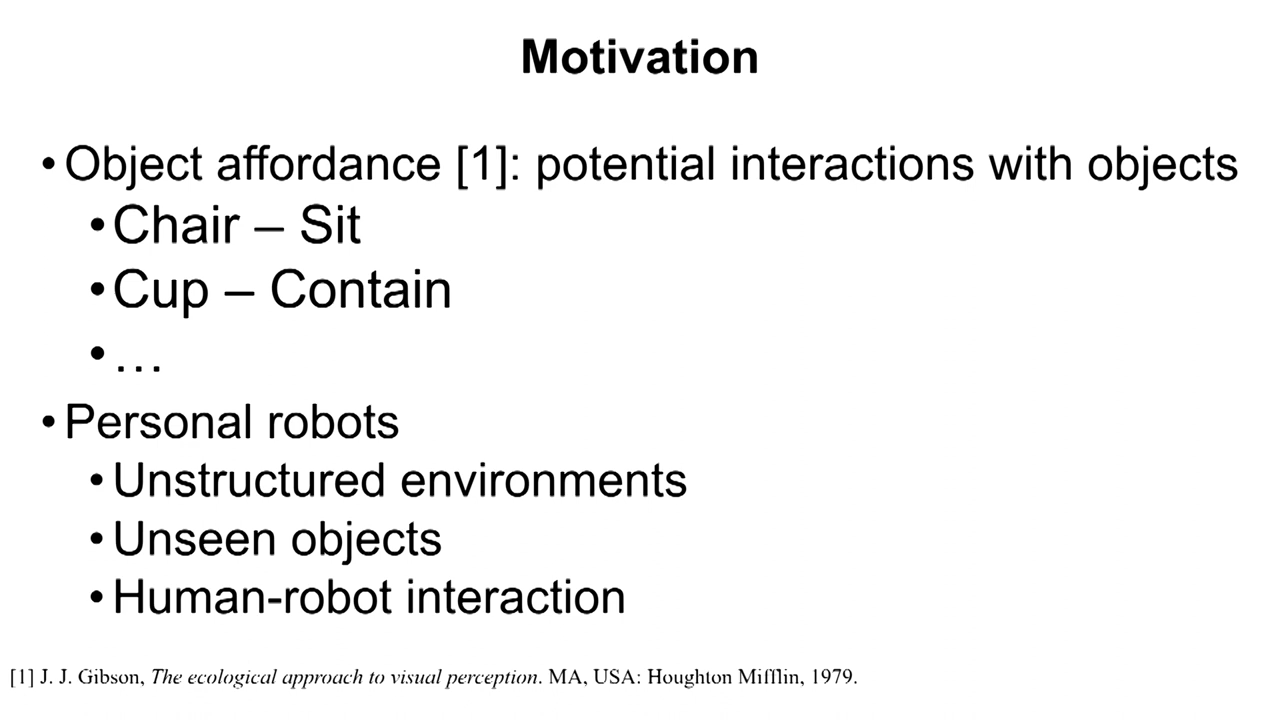 Motivation
• Object affordance [1]: potential interactions with objects
• Chair – Sit
• Cup – Contain
• …
• Personal robots
• Unstructured environments
• Unseen objects
• Human-robot interaction
[1] J. J. Gibson, The ecological approach to visual perception. MA, USA: Houghton Mifflin, 1979.